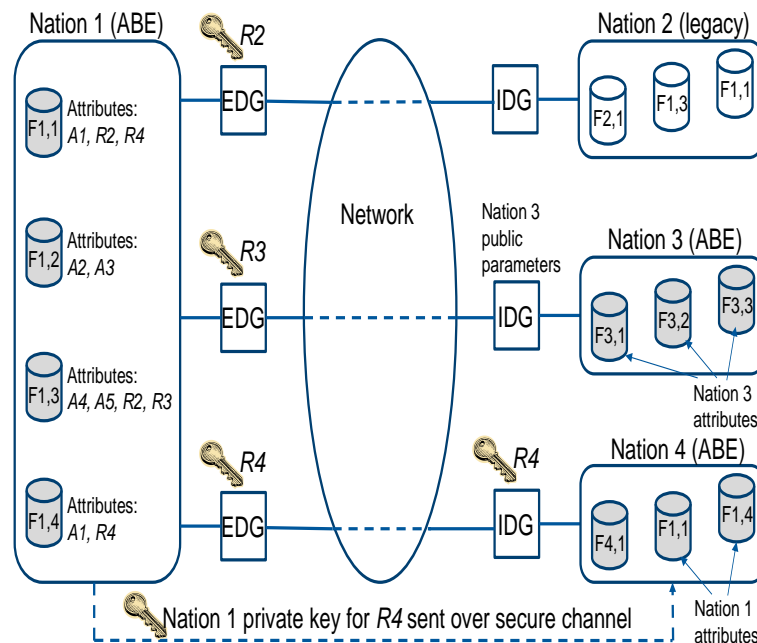 Nation 1 (ABE)
F1,1
Attributes:
A1, R2, R4
F1,2
Attributes:
A2, A3
F1,3
Attributes:
A4, A5, R2, R3
F1,4
Attributes:
A1, R4
R2
EDG
R3
EDG
R4
EDG
Network
IDG
Nation 3
public
parameters
IDG
R4
IDG
Nation 2 (legacy)
F2,1
F1,3
F1,1
Nation 3 (ABE)
F3,1
F3,2
F3,3
Nation 3
attributes
Nation 4 (ABE)
F4,1
F1,1
F1,4
Nation 1
attributes
Nation 1 private key for R4 sent over secure channel